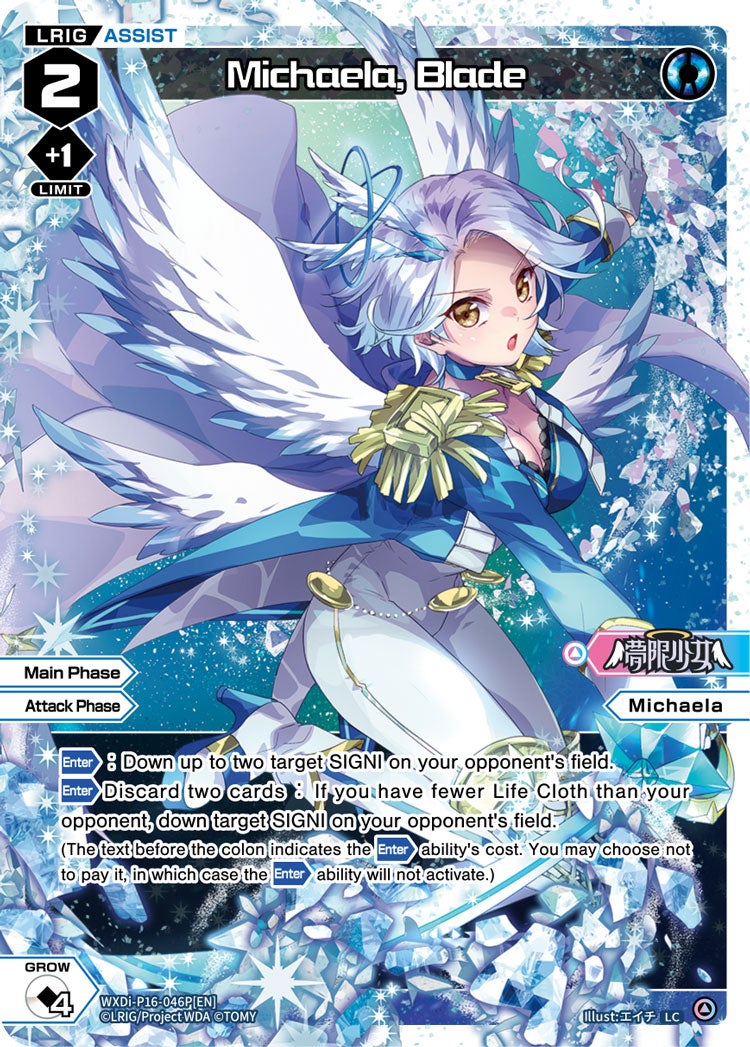 LRIG ASSIST
2
Michaela, Blade
+1
LIMIT
夢限少女
Main Phase
Attack Phase
Michaela
Enter : Down up to two target SIGNI on your opponent's field.
Enter Discard two cards : If you have fewer Life Cloth than your
opponent, down target SIGNI on your opponent's field.
(The text before the colon indicates the Enter ability's cost. You may choose not
to pay it, in which case the Enter ability will not activate.)
GROW
4
WXDi-P16-046P[EN]
©LRIG/Project WDA ©TOMY
Illust:エイチ LC